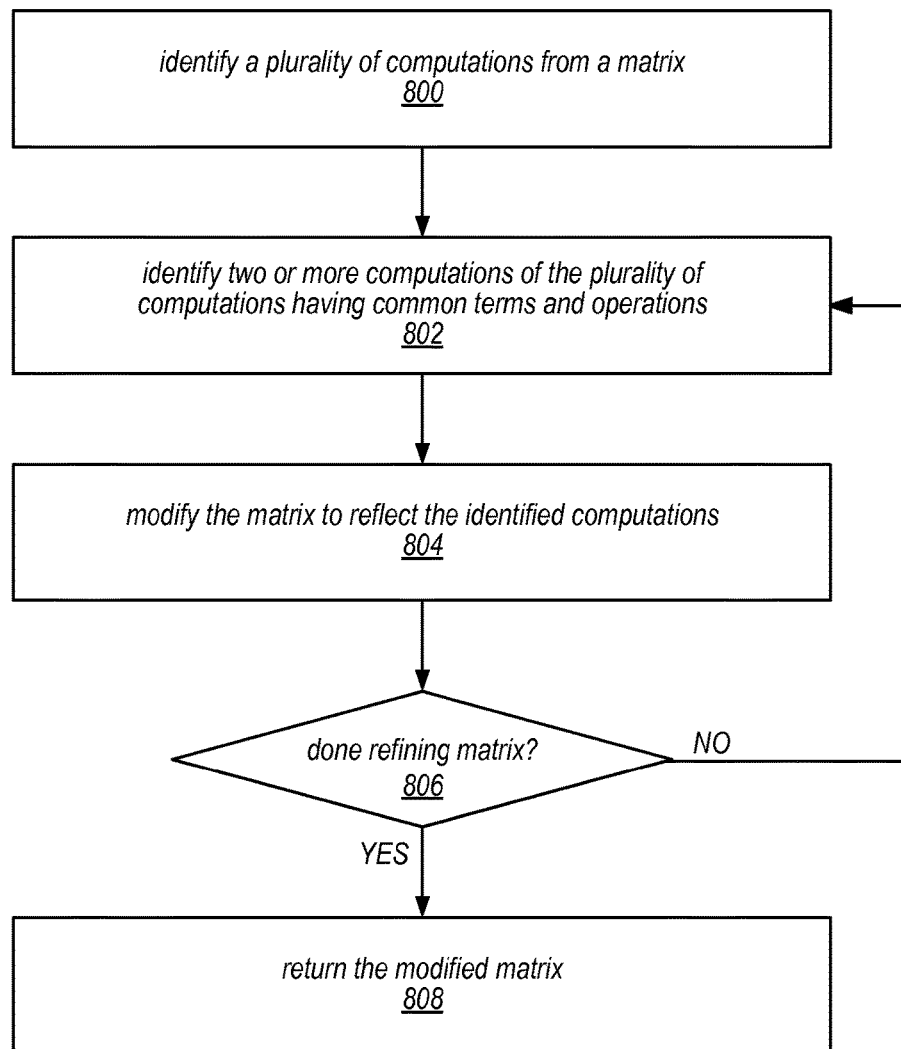 identify a plurality of computations from a matrix
800
identify two or more computations of the plurality of
computations having common terms and operations
802
modify the matrix to reflect the identified computations
804
done refining matrix?
806
NO
YES
return the modified matrix
808